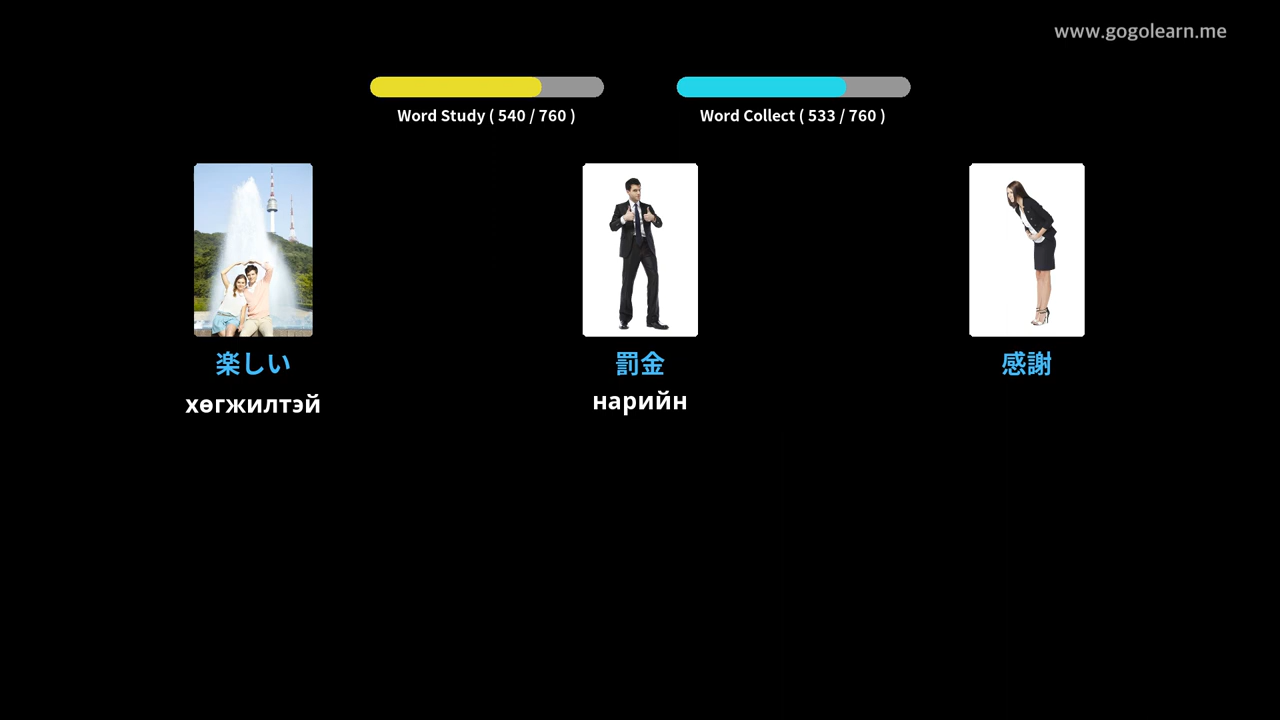 www.gogolearn.me
Word Study ( 540 / 760 )
Word Collect ( 533 / 760 )
楽しい
罰金
感謝
хөгжилтэй
нарийн